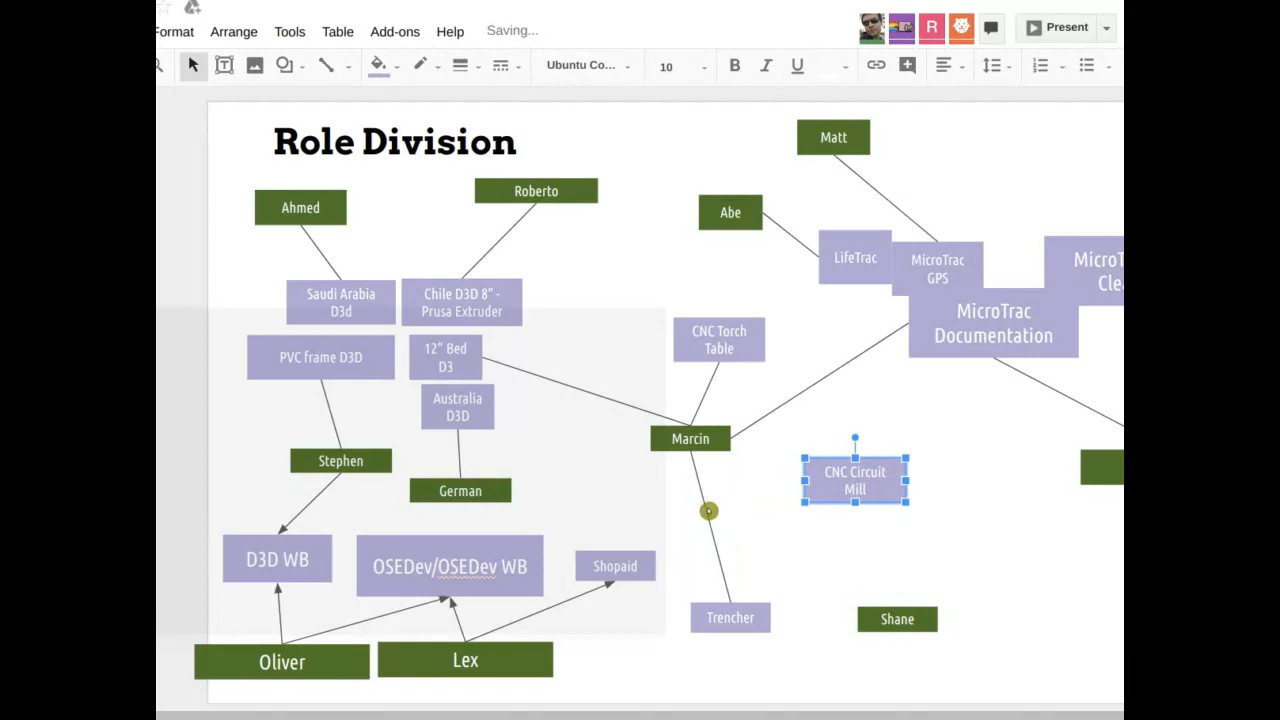 Format Arrange Tools Table Add-ons Help Saving...
R
Present
Ubuntu Co...
10
B I U
Role Division
Matt
Ahmed
Roberto
Abe
LifeTrac
MicroTrac
GPS
MicroT
Cle
Saudi Arabia
D3d
Chile D3D 8" -
Prusa Extruder
MicroTrac
Documentation
CNC Torch
Table
PVC frame D3D
12" Bed
D3
Australia
D3D
Marcin
Stephen
CNC Circuit
Mill
German
D3D WB
OSEDev/OSEDev WB
Shopaid
Trencher
Shane
Oliver
Lex